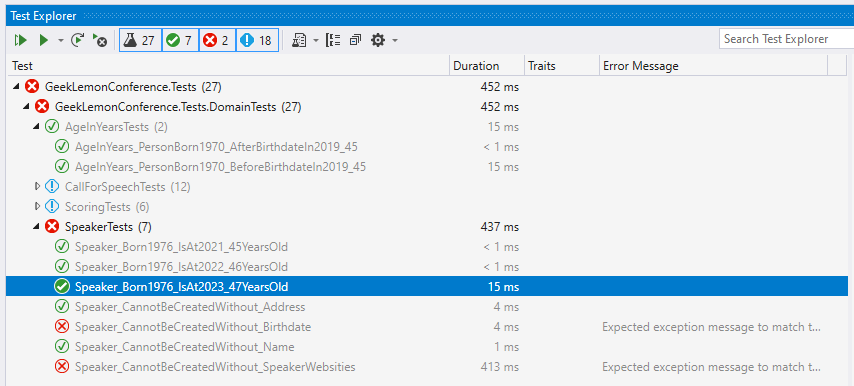 Test Explorer
27 7 2 18 Search Test Explorer
Test Duration Traits Error Message
GeekLemonConference.Tests (27) 452 ms
GeekLemonConference.Tests.DomainTests (27) 452 ms
AgeInYearsTests (2) 15 ms
AgeInYears_PersonBorn1970_AfterBirthdateIn2019_45 < 1 ms
AgeInYears_PersonBorn1970_BeforeBirthdateIn2019_45 15 ms
CallForSpeechTests (12)
ScoringTests (6)
SpeakerTests (7) 437 ms
Speaker_Born1976_IsAt2021_45YearsOld < 1 ms
Speaker_Born1976_IsAt2022_46YearsOld < 1 ms
Speaker_Born1976_IsAt2023_47YearsOld 15 ms
Speaker_CannotBeCreatedWithout_Address 4 ms
Speaker_CannotBeCreatedWithout_Birthdate 4 ms Expected exception message to match t...
Speaker_CannotBeCreatedWithout_Name 1 ms
Speaker_CannotBeCreatedWithout_SpeakerWebsities 413 ms Expected exception message to match t...